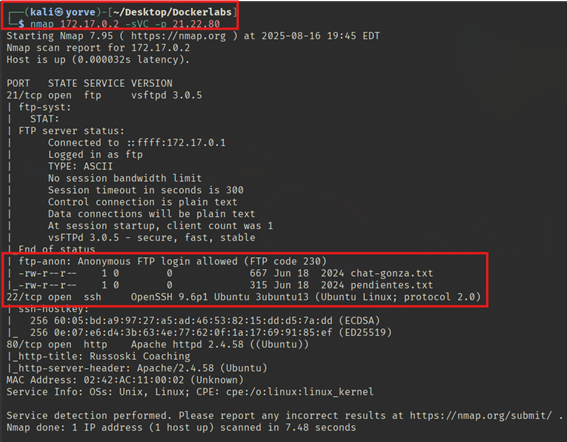 ┌──(kali㉿yorve)-[~/Desktop/Dockerlabs]
└─$ nmap 172.17.0.2 -sVC -p 21,22,80
Starting Nmap 7.95 ( https://nmap.org ) at 2025-08-16 19:45 EDT
Nmap scan report for 172.17.0.2
Host is up (0.000032s latency).

PORT   STATE SERVICE VERSION
21/tcp open  ftp     vsftpd 3.0.5
| ftp-syst:
|   STAT:
| FTP server status:
|      Connected to ::ffff:172.17.0.1
|      Logged in as ftp
|      TYPE: ASCII
|      No session bandwidth limit
|      Session timeout in seconds is 300
|      Control connection is plain text
|      Data connections will be plain text
|      At session startup, client count was 1
|      vsFTPd 3.0.5 - secure, fast, stable
|_End of status
| ftp-anon: Anonymous FTP login allowed (FTP code 230)
| -rw-r--r--    1 0        0             667 Jun 18  2024 chat-gonza.txt
|_-rw-r--r--    1 0        0             315 Jun 18  2024 pendientes.txt
22/tcp open  ssh     OpenSSH 9.6p1 Ubuntu 3ubuntu13 (Ubuntu Linux; protocol 2.0)
| ssh-hostkey:
|   256 60:05:bd:a9:97:27:a5:ad:46:53:82:15:dd:d5:7a:dd (ECDSA)
|_  256 0e:07:e6:d4:3b:63:4e:77:62:0f:1a:17:69:91:85:ef (ED25519)
80/tcp open  http    Apache httpd 2.4.58 ((Ubuntu))
|_http-title: Russoski Coaching
|_http-server-header: Apache/2.4.58 (Ubuntu)
MAC Address: 02:42:AC:11:00:02 (Unknown)
Service Info: OSs: Unix, Linux; CPE: cpe:/o:linux:linux_kernel

Service detection performed. Please report any incorrect results at https://nmap.org/submit/ .
Nmap done: 1 IP address (1 host up) scanned in 7.48 seconds